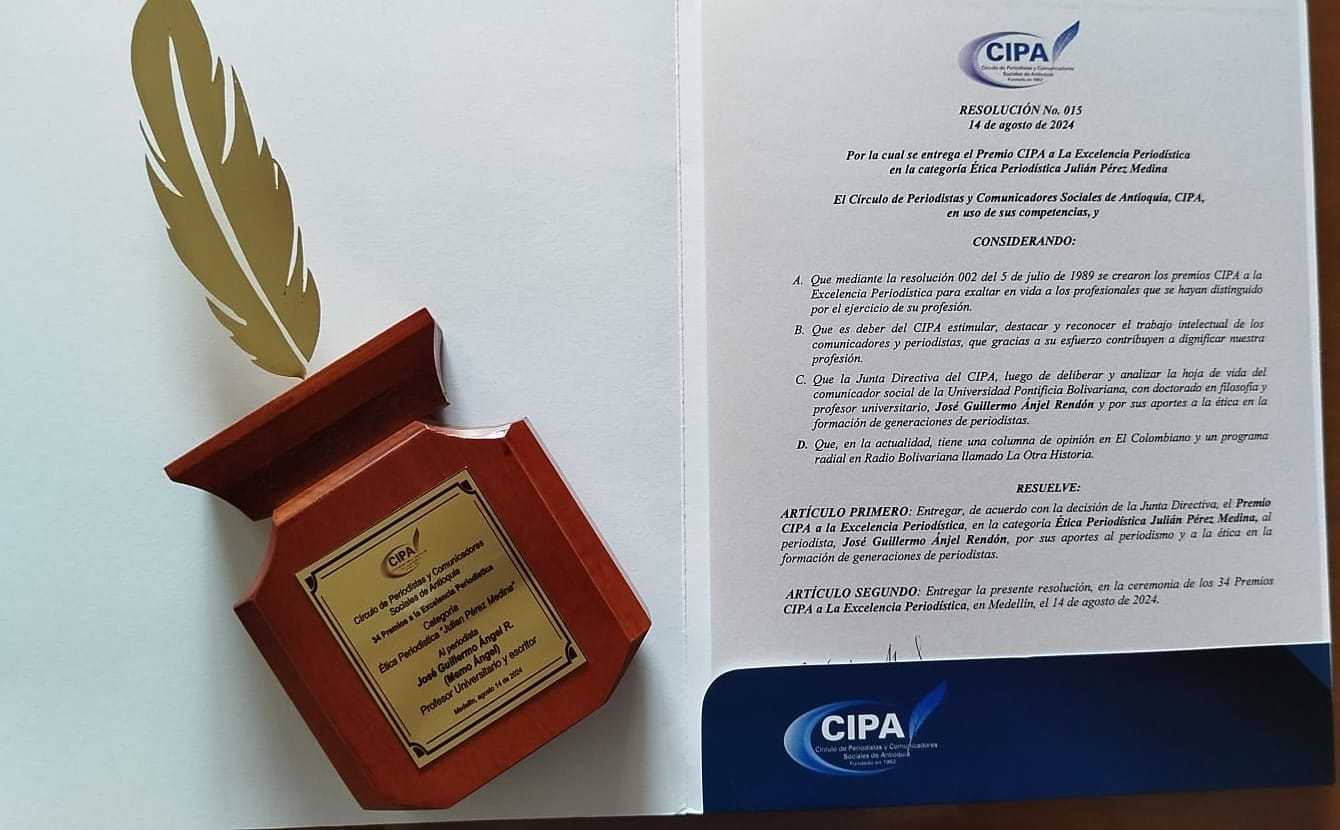 CIPA
Círculo de Periodistas y Comunicadores
Sociales de Antioquia
34 Premios a la Excelencia Periodística
Categoría
Ética Periodística "Julián Pérez Medina"
Al periodista
José Guillermo Ángel R.
(Memo Ángel)
Profesor Universitario y escritor
Medellín, agosto 14 de 2024
CIPA
Círculo de Periodistas y Comunicadores
Sociales de Antioquia
Fundado en 1962
RESOLUCIÓN No. 015
14 de agosto de 2024
Por la cual se entrega el Premio CIPA a La Excelencia Periodística
en la categoría Ética Periodística Julián Pérez Medina
El Círculo de Periodistas y Comunicadores Sociales de Antioquia, CIPA,
en uso de sus competencias, y
CONSIDERANDO:
A. Que mediante la resolución 002 del 5 de julio de 1989 se crearon los premios CIPA a la
Excelencia Periodística para exaltar en vida a los profesionales que se hayan distinguido
por el ejercicio de su profesión.
B. Que es deber del CIPA estimular, destacar y reconocer el trabajo intelectual de los
comunicadores y periodistas, que gracias a su esfuerzo contribuyen a dignificar nuestra
profesión.
C. Que la Junta Directiva del CIPA, luego de deliberar y analizar la hoja de vida del
comunicador social de la Universidad Pontificia Bolivariana, con doctorado en filosofía y
profesor universitario, José Guillermo Ánjel Rendón y por sus aportes a la ética en la
formación de generaciones de periodistas.
D. Que, en la actualidad, tiene una columna de opinión en El Colombiano y un programa
radial en Radio Bolivariana llamado La Otra Historia.
RESUELVE:
ARTÍCULO PRIMERO: Entregar, de acuerdo con la decisión de la Junta Directiva, el Premio
CIPA a la Excelencia Periodística, en la categoría Ética Periodística Julián Pérez Medina, al
periodista, José Guillermo Ánjel Rendón, por sus aportes al periodismo y a la ética en la
formación de generaciones de periodistas.
ARTÍCULO SEGUNDO: Entregar la presente resolución, en la ceremonia de los 34 Premios
CIPA a La Excelencia Periodística, en Medellín, el 14 de agosto de 2024.
CIPA
Círculo de Periodistas y Comunicadores
Sociales de Antioquia
Fundado en 1962